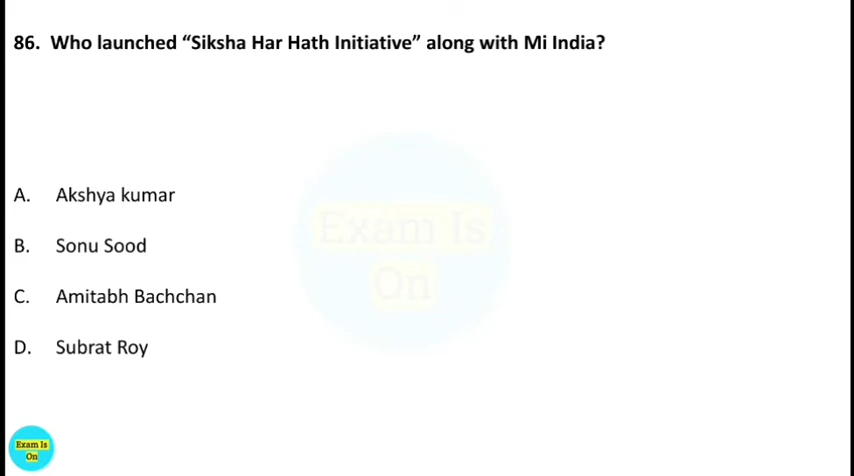 86. Who launched “Siksha Har Hath Initiative” along with Mi India?
A. Akshya kumar
Exam Is
B. Sonu Sood
On
C. Amitabh Bachchan
D. Subrat Roy
Exam Is
On